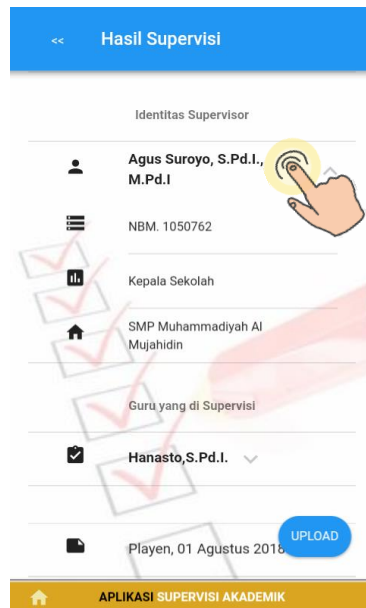 << Hasil Supervisi
Identitas Supervisor
Agus Suroyo, S.Pd.I.,
M.Pd.I
NBM. 1050762
Kepala Sekolah
SMP Muhammadiyah Al
Mujahidin
Guru yang di Supervisi
Hanasto,S.Pd.I.
Playen, 01 Agustus 2018
UPLOAD
APLIKASI SUPERVISI AKADEMIK